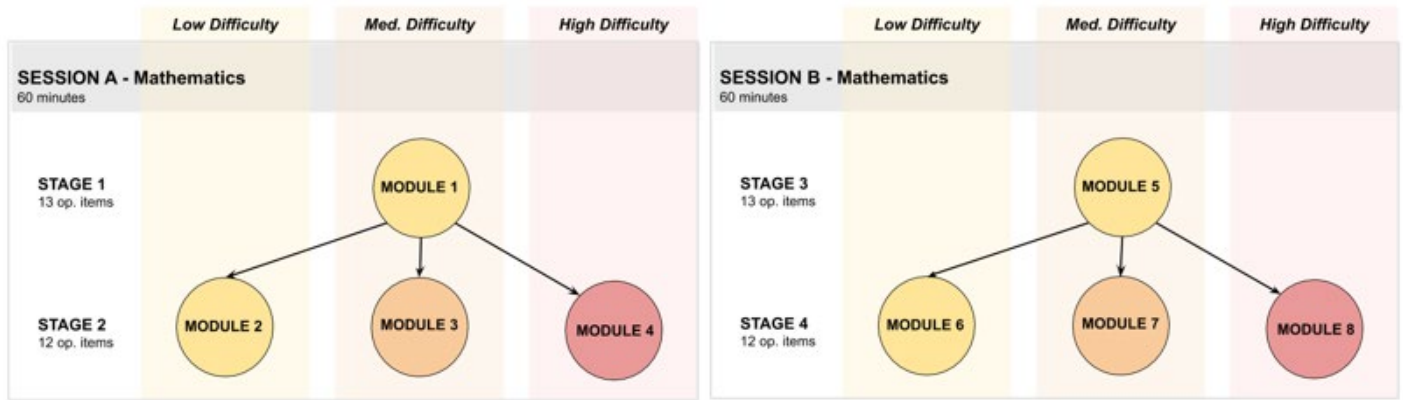 Low Difficulty Med. Difficulty High Difficulty
SESSION A - Mathematics
60 minutes
STAGE 1
13 op. items
MODULE 1
STAGE 2
12 op. items
MODULE 2 MODULE 3 MODULE 4
Low Difficulty Med. Difficulty High Difficulty
SESSION B - Mathematics
60 minutes
STAGE 3
13 op. items
MODULE 5
STAGE 4
12 op. items
MODULE 6 MODULE 7 MODULE 8